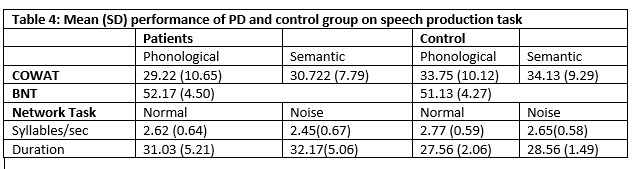 Table 4: Mean (SD) performance of PD and control group on speech production task
Patients Control
Phonological Semantic Phonological Semantic
COWAT 29.22 (10.65) 30.722 (7.79) 33.75 (10.12) 34.13 (9.29)
BNT 52.17 (4.50) 51.13 (4.27)
Network Task Normal Noise Normal Noise
Syllables/sec 2.62 (0.64) 2.45(0.67) 2.77 (0.59) 2.65(0.58)
Duration 31.03 (5.21) 32.17(5.06) 27.56 (2.06) 28.56 (1.49)